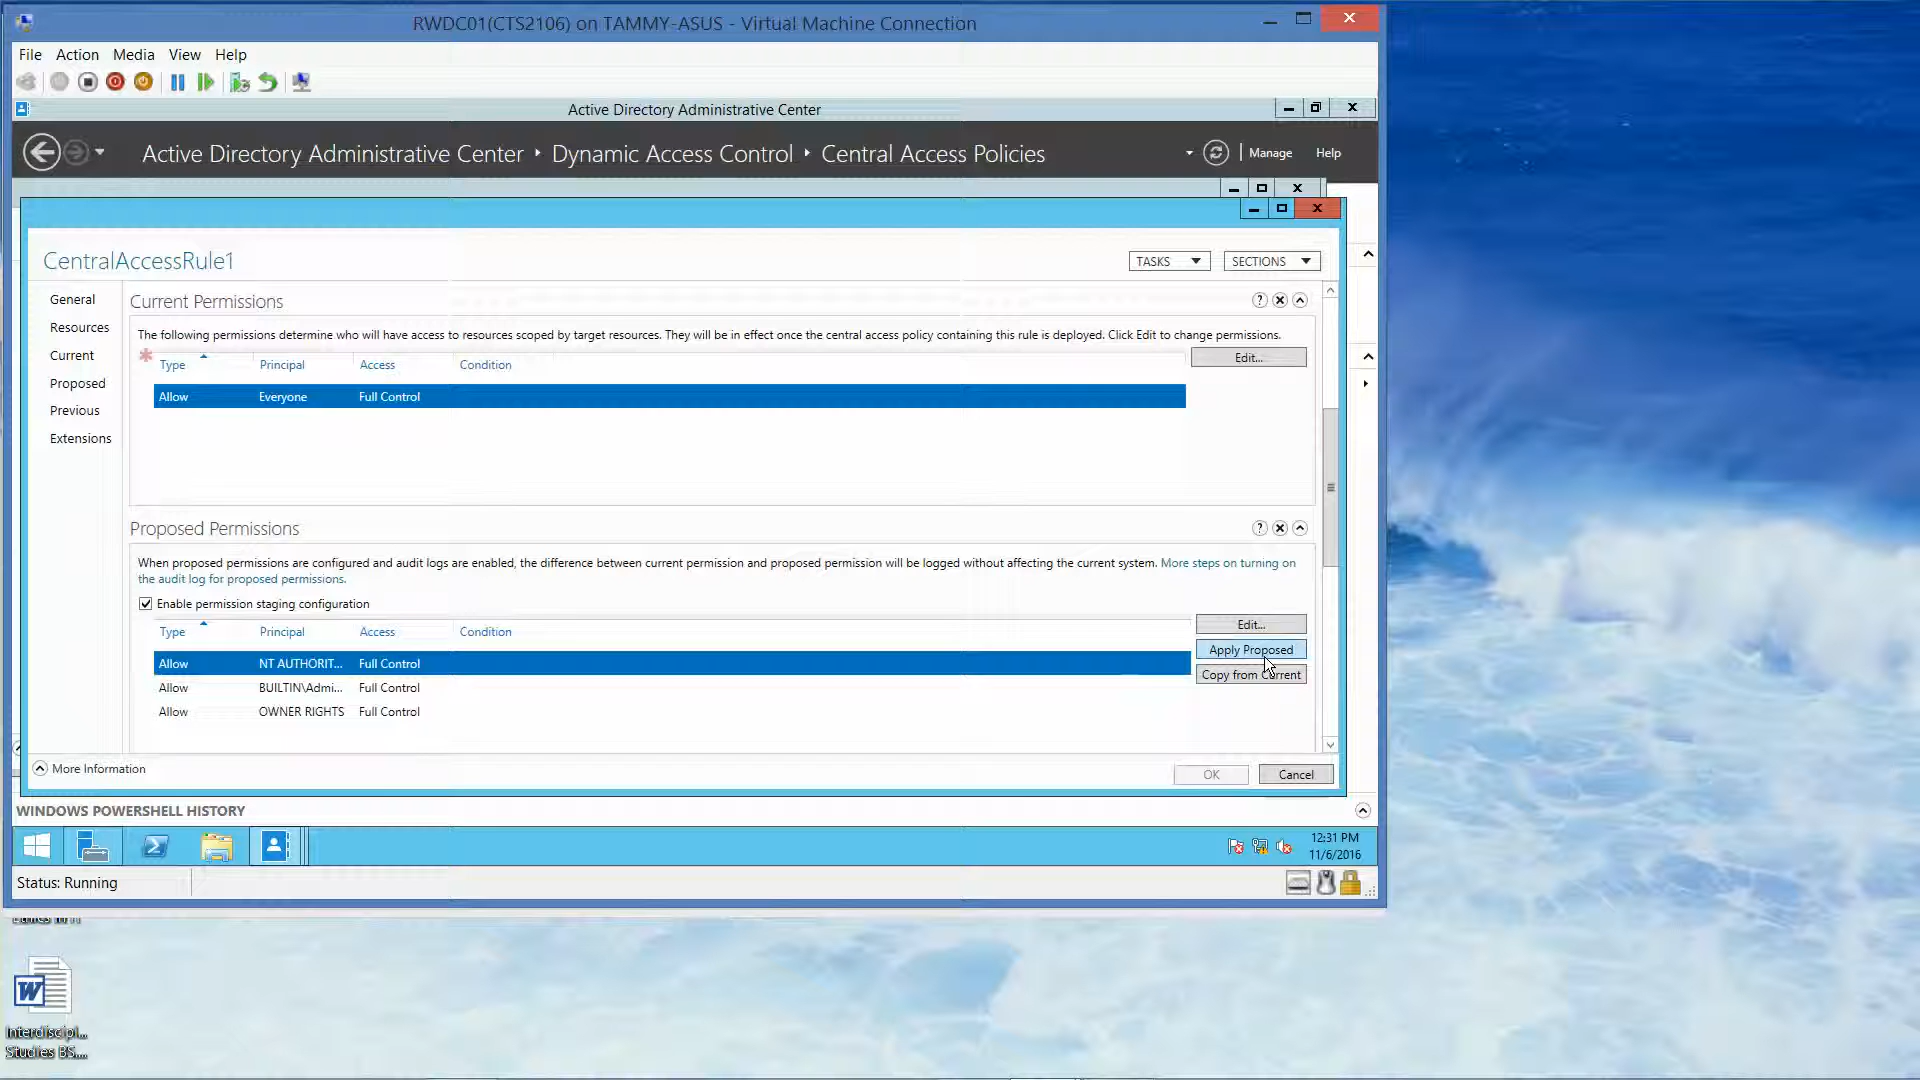 RWDC01(CTS2106) on TAMMY-ASUS - Virtual Machine Connection
File Action Media View Help
Active Directory Administrative Center
Active Directory Administrative Center • Dynamic Access Control • Central Access Policies
Manage Help
CentralAccessRule1
TASKS SECTIONS
General
Resources
Current
Proposed
Previous
Extensions
Current Permissions
The following permissions determine who will have access to resources scoped by target resources. They will be in effect once the central access policy containing this rule is deployed. Click Edit to change permissions.
Type Principal Access Condition
Edit...
Allow Everyone Full Control
Proposed Permissions
When proposed permissions are configured and audit logs are enabled, the difference between current permission and proposed permission will be logged without affecting the current system. More steps on turning on
the audit log for proposed permissions.
Enable permission staging configuration
Type Principal Access Condition
Edit...
Apply Proposed
Copy from Current
Allow NT AUTHORIT... Full Control
Allow BUILTIN\Admi... Full Control
Allow OWNER RIGHTS Full Control
More Information
OK Cancel
WINDOWS POWERSHELL HISTORY
12:31 PM
11/6/2016
Status: Running
Interdiscipl...
Studies BS....